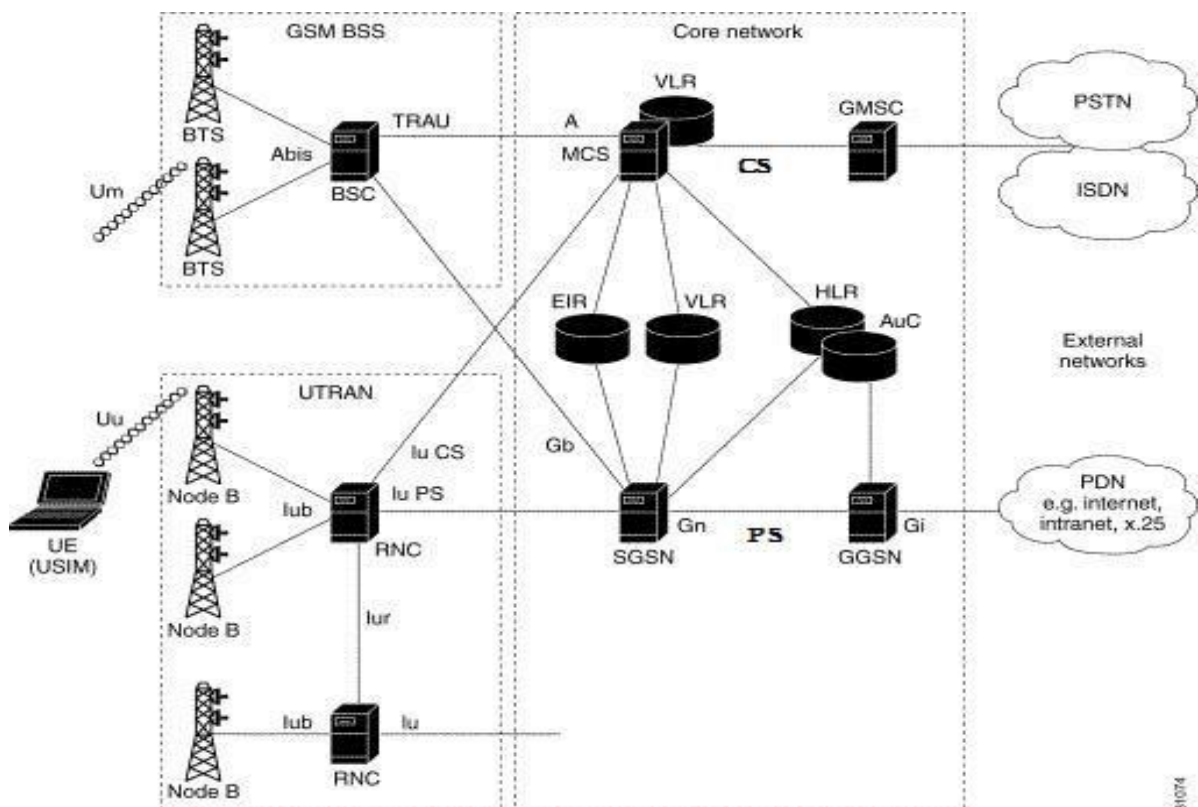 GSM BSS
Core network
VLR
PSTN
GMSC
TRAU
A
BTS
MCS
Abis
CS
Um
BSC
ISDN
BTS
EIR
VLR
HLR
AuC
External
networks
UTRAN
Uu
Iu CS
Gb
PDN
e.g. internet,
intranet, x.25
Node B
Iu PS
Iub
Gn
PS
Gi
UE
(USIM)
RNC
SGSN
GGSN
Node B
Iur
Iub
Iu
RNC
Node B